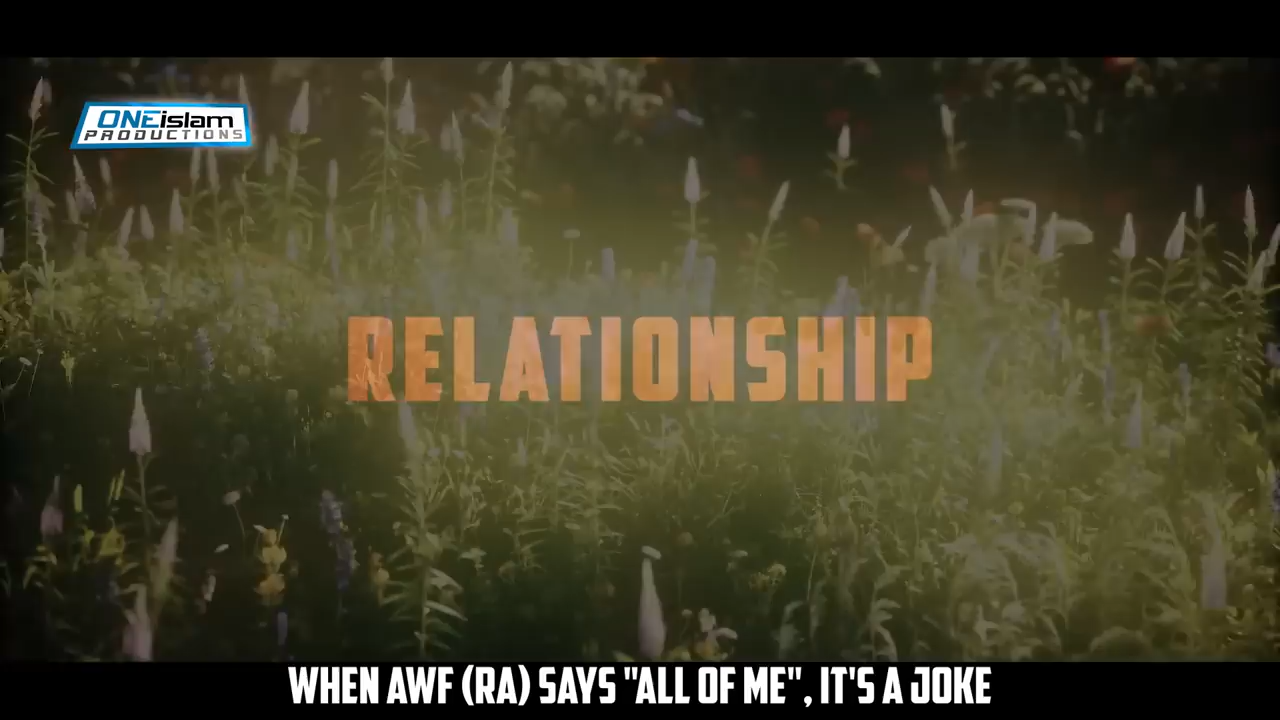 ONEislam
PRODUCTIONS
RELATIONSHIP
WHEN AWF (RA) SAYS "ALL OF ME", IT'S A JOKE